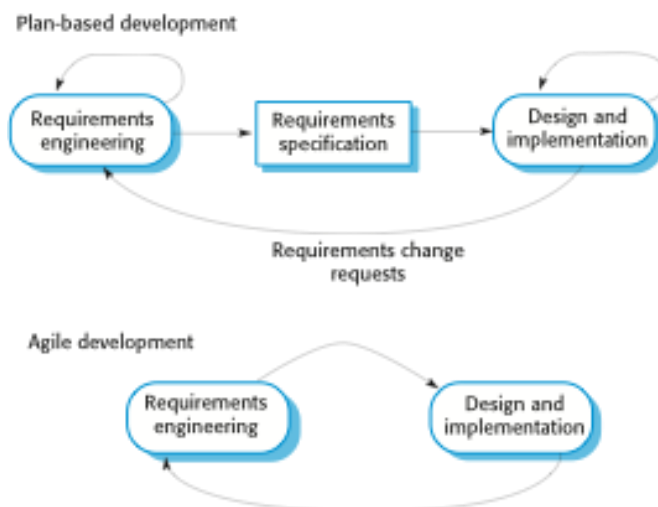 Plan-based development
Requirements
engineering
Requirements
specification
Design and
implementation
Requirements change
requests
Agile development
Requirements
engineering
Design and
implementation